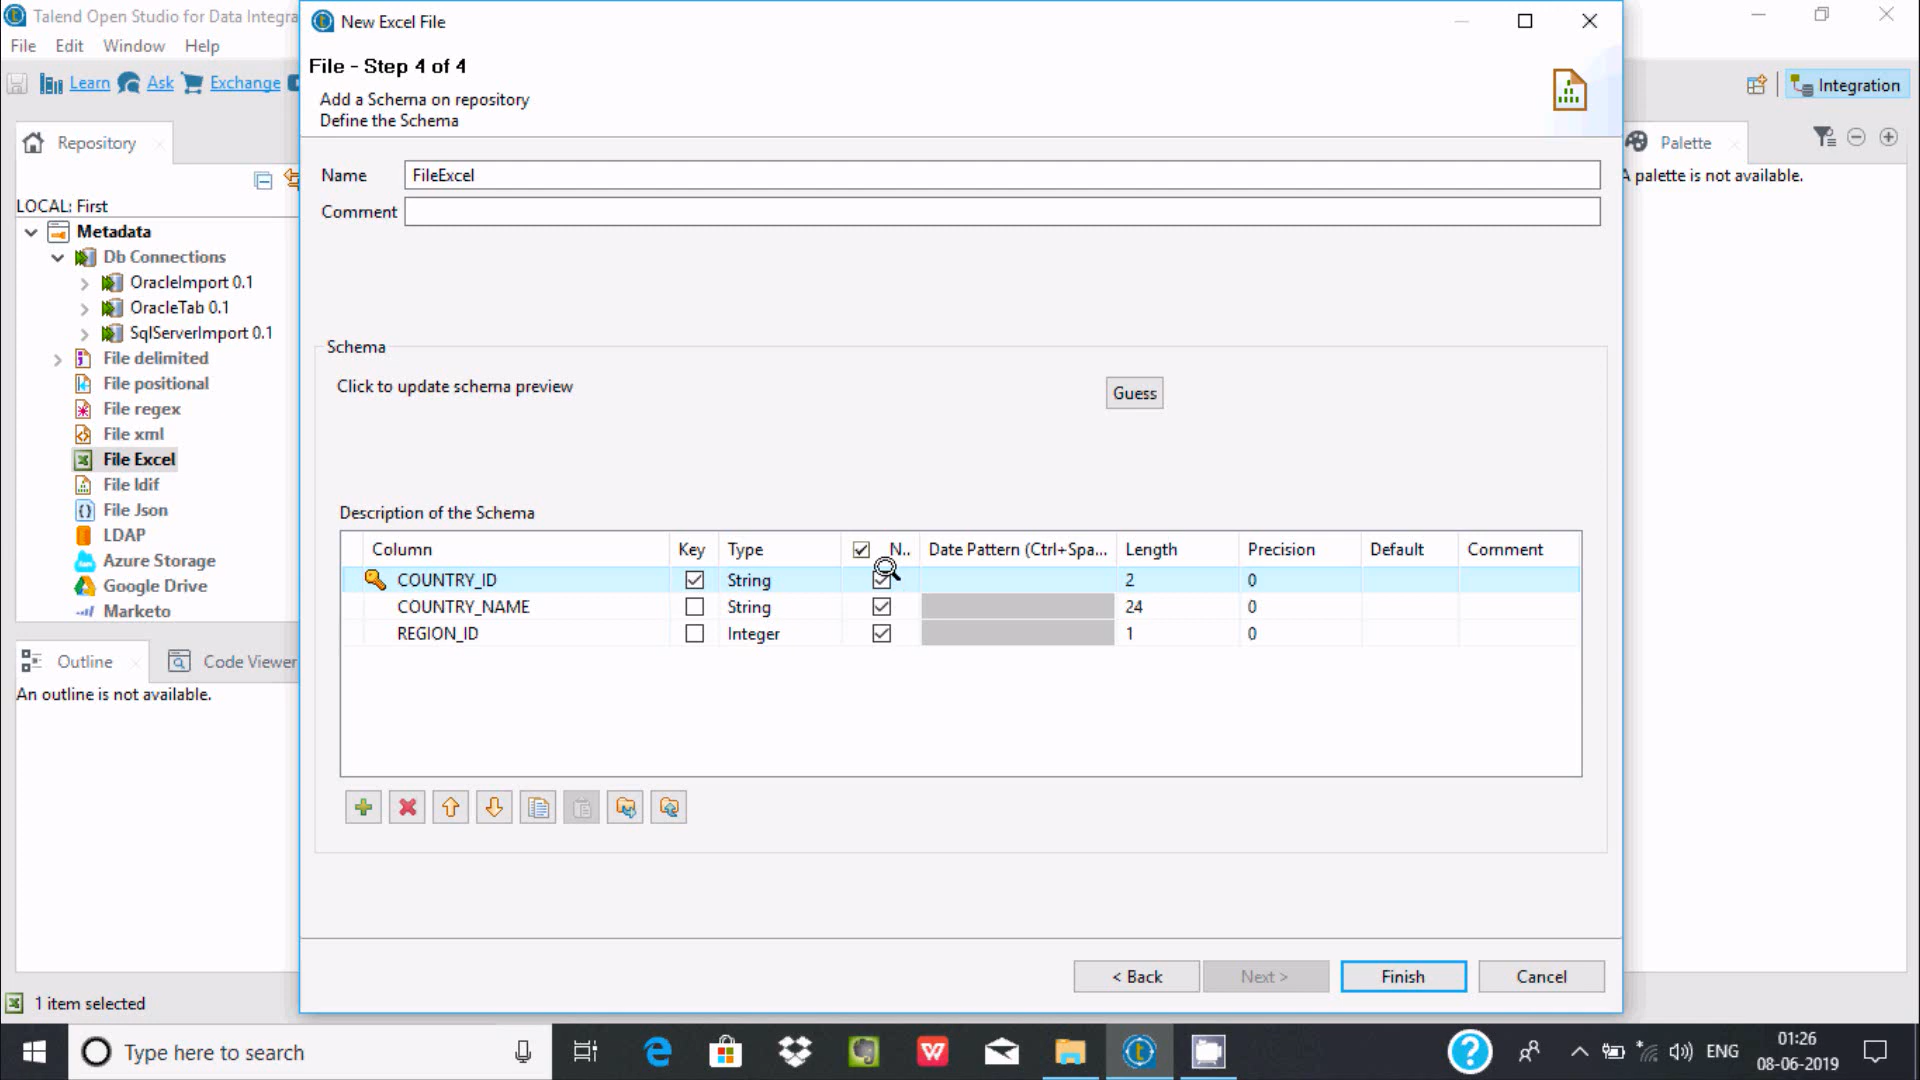 Talend Open Studio for Data Integra
File Edit Window Help
Learn Ask Exchange
Integration
Repository
LOCAL: First
Metadata
Db Connections
OracleImport 0.1
OracleTab 0.1
SqlServerImport 0.1
File delimited
File positional
File regex
File xml
File Excel
File ldif
File Json
LDAP
Azure Storage
Google Drive
Marketo
Outline Code Viewer
An outline is not available.
1 item selected
New Excel File
File - Step 4 of 4
Add a Schema on repository
Define the Schema
Name FileExcel
Comment
Schema
Click to update schema preview
Guess
Description of the Schema
Column Key Type N.. Date Pattern (Ctrl+Spa... Length Precision Default Comment
COUNTRY_ID String 2 0
COUNTRY_NAME String 24 0
REGION_ID Integer 1 0
< Back Next > Finish Cancel
Palette
A palette is not available.
Type here to search
ENG
01:26
08-06-2019